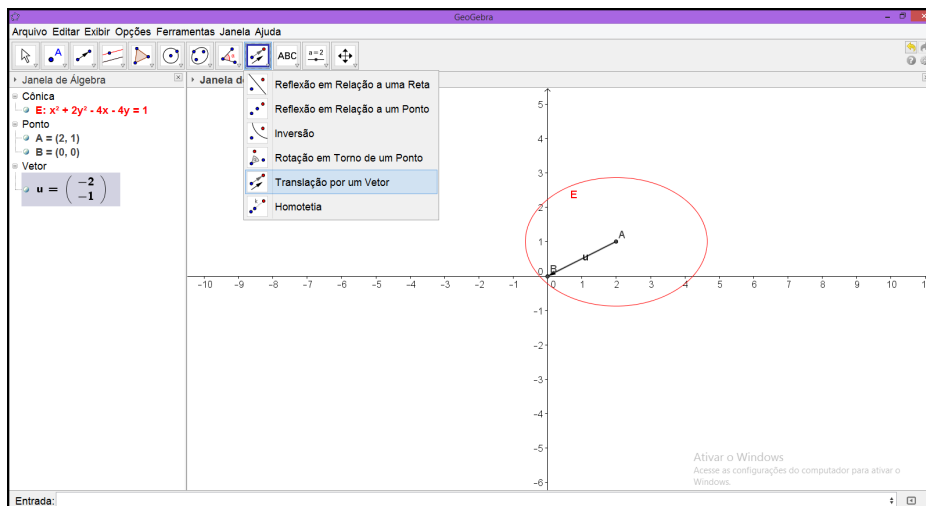 GeoGebra
Arquivo Editar Exibir Opções Ferramentas Janela Ajuda
A
ABC
a = 2
Janela de Álgebra
Janela d
Cônica
E: x² + 2y² - 4x - 4y = 1
Ponto
A = (2, 1)
B = (0, 0)
Vetor
u = ( -2
-1 )
Reflexão em Relação a uma Reta
Reflexão em Relação a um Ponto
Inversão
Rotação em Torno de um Ponto
Translação por um Vetor
Homotetia
5
4
3
2
1
0
-1
-2
-3
-4
-5
-6
-10 -9 -8 -7 -6 -5 -4 -3 -2 -1 0 1 2 3 4 5 6 7 8 9 10
E
A
u
B
Ativar o Windows
Acesse as configurações do computador para ativar o
Windows.
Entrada: